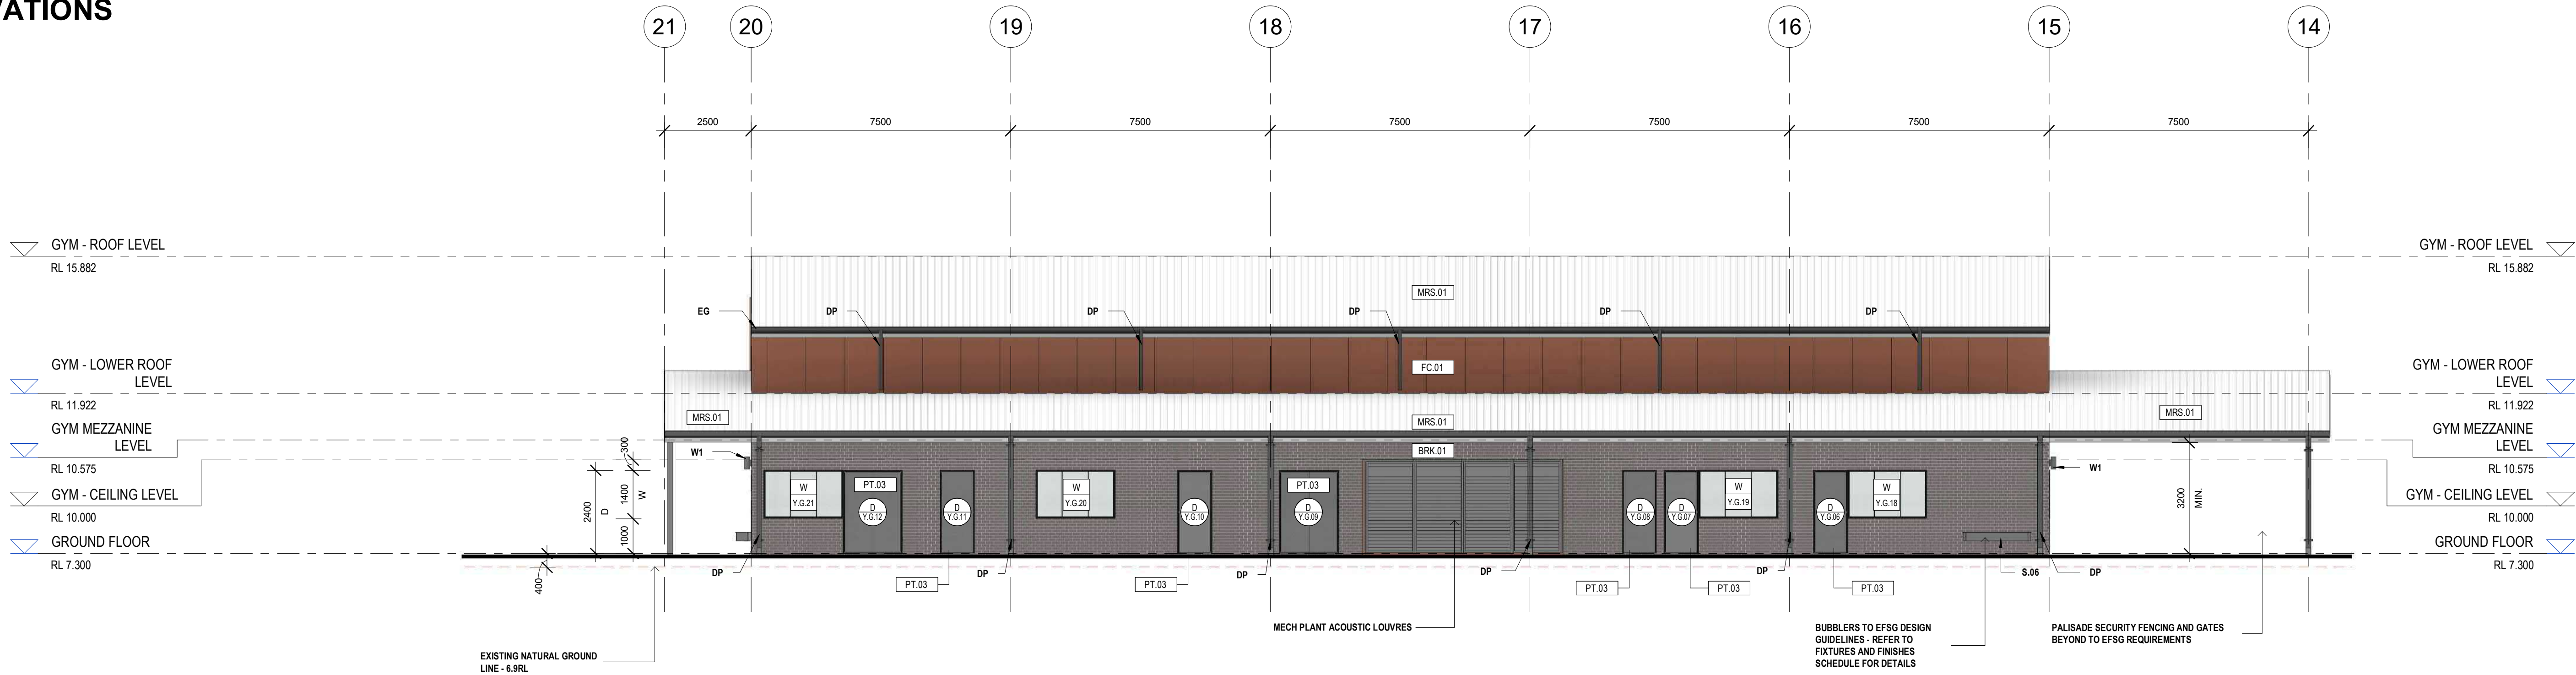 VATIONS
21
20
19
18
17
16
15
14
2500
7500
7500
7500
7500
7500
7500
GYM - ROOF LEVEL
RL 15.882
GYM - ROOF LEVEL
RL 15.882
MRS.01
EG
DP
DP
DP
DP
DP
GYM - LOWER ROOF
LEVEL
RL 11.922
FC.01
GYM - LOWER ROOF
LEVEL
RL 11.922
MRS.01
MRS.01
MRS.01
GYM MEZZANINE
LEVEL
RL 10.575
GYM MEZZANINE
LEVEL
RL 10.575
300
W1
BRK.01
W1
GYM - CEILING LEVEL
RL 10.000
GYM - CEILING LEVEL
RL 10.000
2400
D
1400
W
1000
W
Y.G.21
PT.03
D
Y.G.12
D
Y.G.11
W
Y.G.20
D
Y.G.10
PT.03
D
Y.G.09
D
Y.G.08
D
Y.G.07
W
Y.G.19
D
Y.G.06
W
Y.G.18
3200
MIN.
GROUND FLOOR
RL 7.300
GROUND FLOOR
RL 7.300
400
DP
PT.03
DP
PT.03
DP
DP
PT.03
PT.03
DP
PT.03
S.06
DP
MECH PLANT ACOUSTIC LOUVRES
BUBBLERS TO EFSG DESIGN
GUIDELINES - REFER TO
FIXTURES AND FINISHES
SCHEDULE FOR DETAILS
PALISADE SECURITY FENCING AND GATES
BEYOND TO EFSG REQUIREMENTS
EXISTING NATURAL GROUND
LINE - 6.9RL